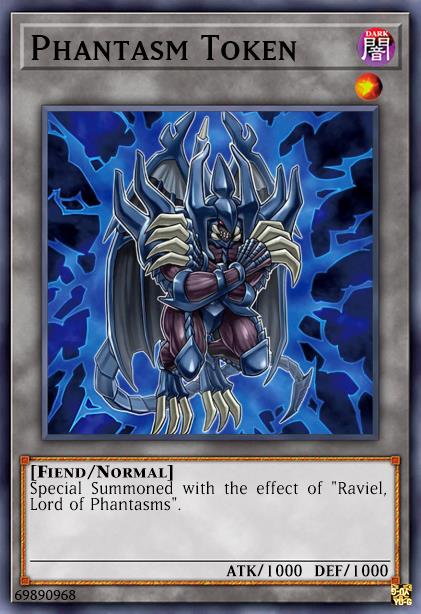 Phantasm Token
DARK
闇
[Fiend/Normal]
Special Summoned with the effect of "Raviel,
Lord of Phantasms".
ATK/1000 DEF/1000
69890968